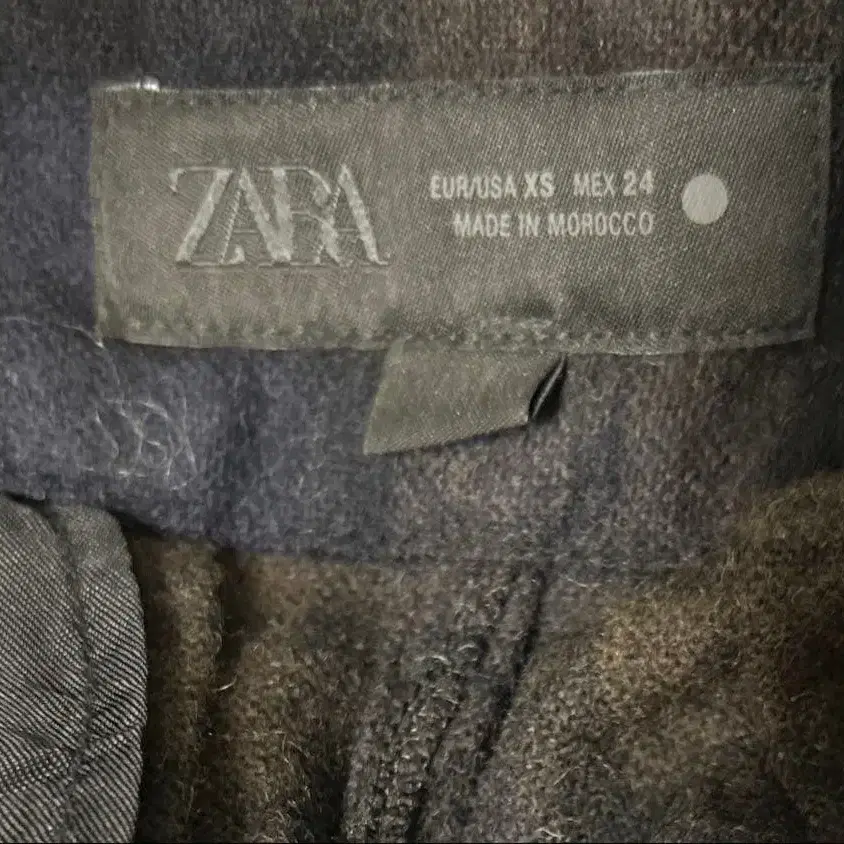 ZARA
EUR/USA XS MEX 24
MADE IN MOROCCO